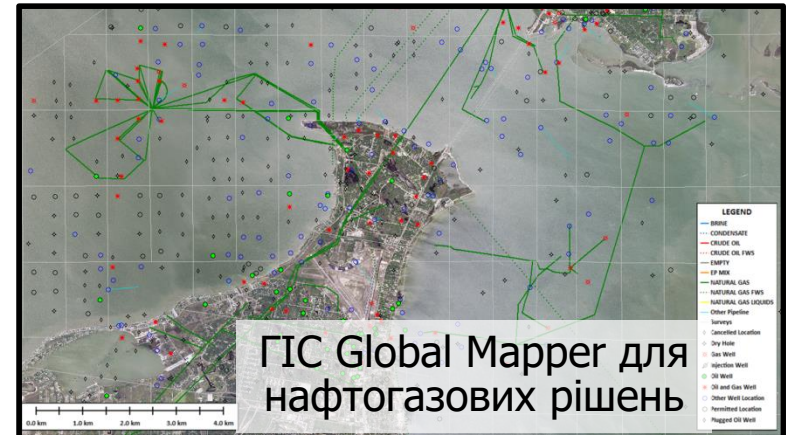 LEGEND
BRINE
CONDENSATE
CRUDE OIL
CRUDE OIL FWS
EMPTY
EP MIX
NATURAL GAS
NATURAL GAS FWS
NATURAL GAS LIQUIDS
Other Pipeline
Surveys
Cancelled Location
Dry Hole
Gas Well
Injection Well
Oil Well
Oil and Gas Well
Other Well Location
Permitted Location
Plugged Oil Well
ГІС Global Mapper для
нафтогазових рішень
0.0 km 1.0 km 2.0 km 3.0 km 4.0 km